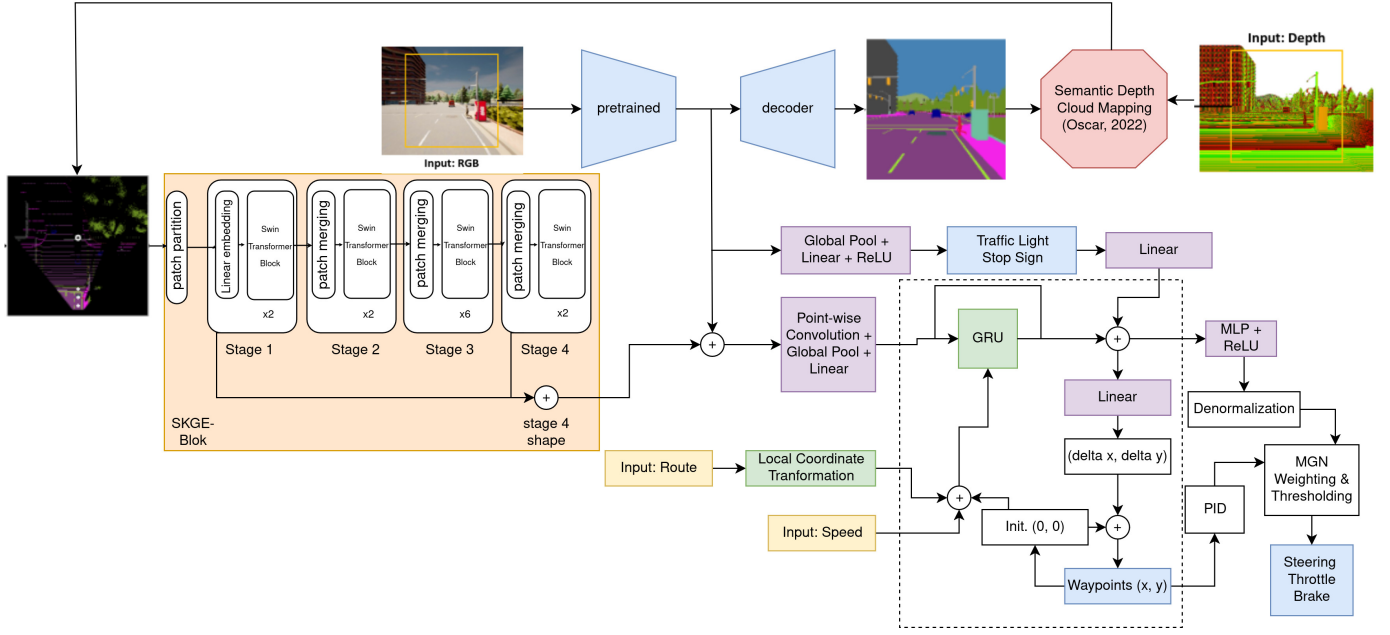 Input: RGB
pretrained
decoder
Semantic Depth
Cloud Mapping
(Oscar, 2022)
Input: Depth
patch partition
Linear embedding
Swin
Transformer
Block
x2
Stage 1
patch merging
Swin
Transformer
Block
x2
Stage 2
patch merging
Swin
Transformer
Block
x6
Stage 3
patch merging
Swin
Transformer
Block
x2
Stage 4
SKGE-
Blok
+
stage 4
shape
Global Pool +
Linear + ReLU
Traffic Light
Stop Sign
Linear
+
Point-wise
Convolution +
Global Pool +
Linear
GRU
+
MLP +
ReLU
Linear
Denormalization
(delta x, delta y)
Input: Route
Local Coordinate
Tranformation
+
Input: Speed
Init. (0, 0)
+
Waypoints (x, y)
PID
MGN
Weighting &
Thresholding
Steering
Throttle
Brake